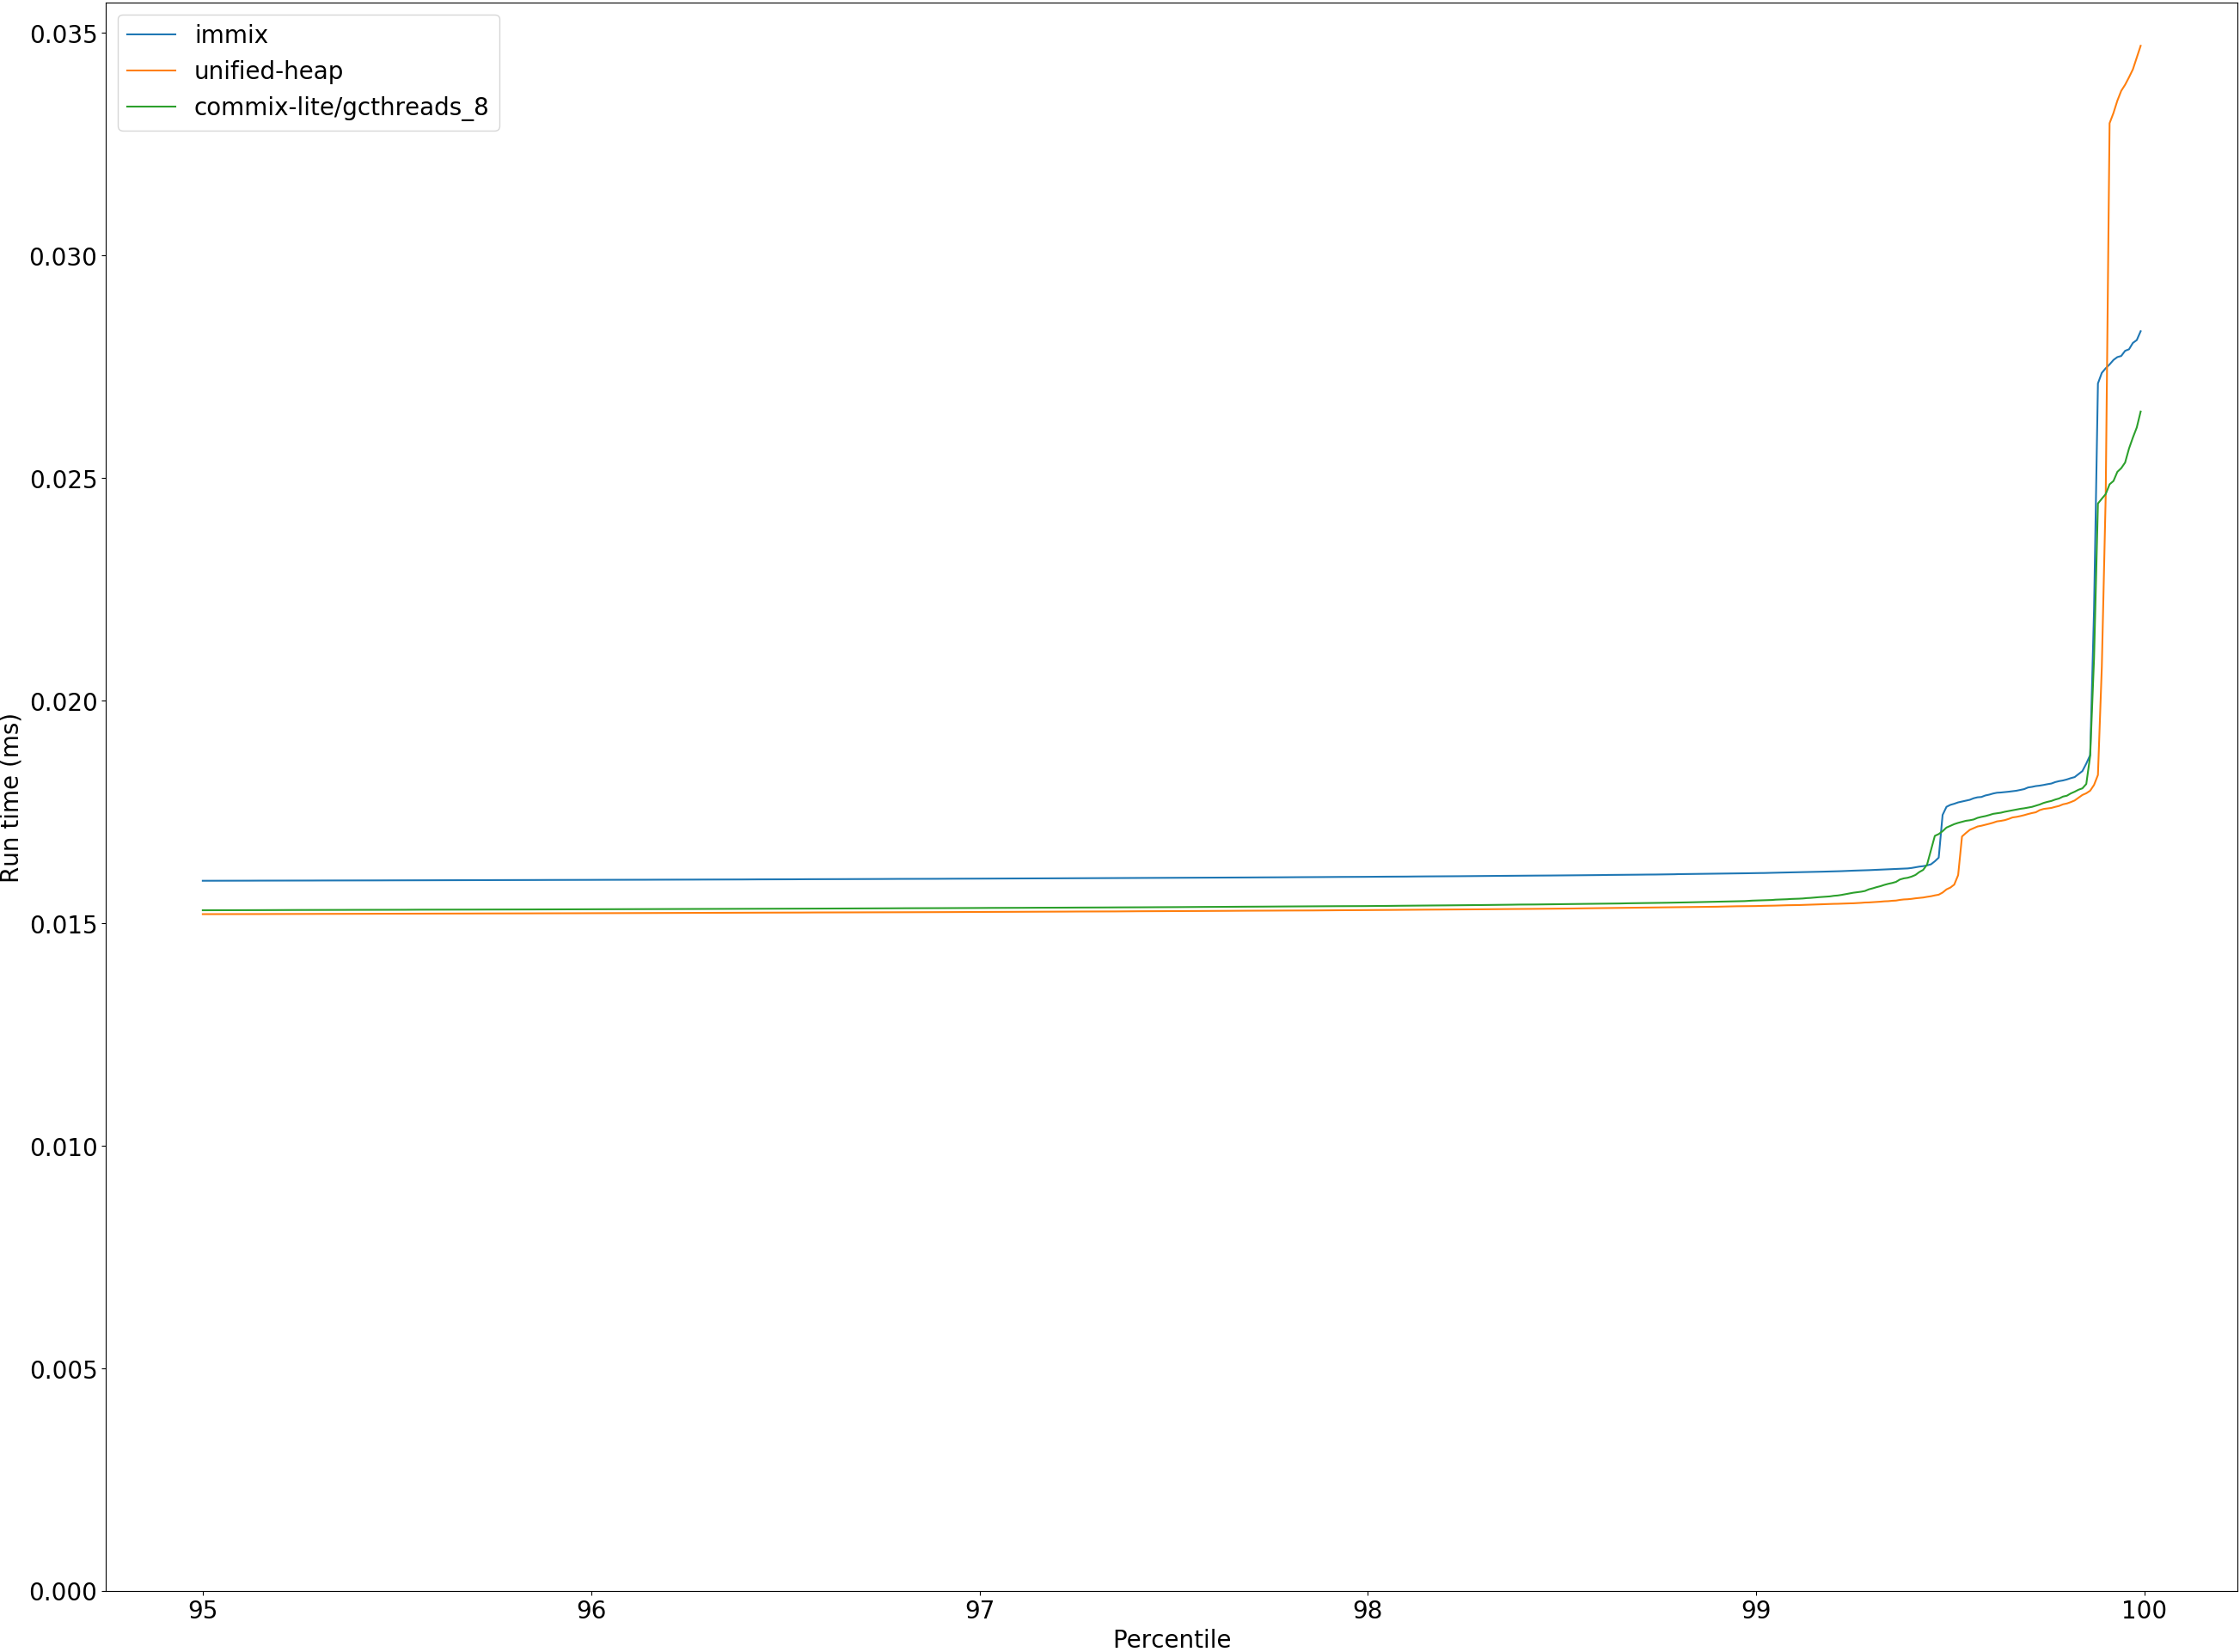 immix
unified-heap
commix-lite/gcthreads_8
0.035
0.030
0.025
0.020
0.015
0.010
0.005
0.000
Run time (ms)
95 96 97 98 99 100
Percentile